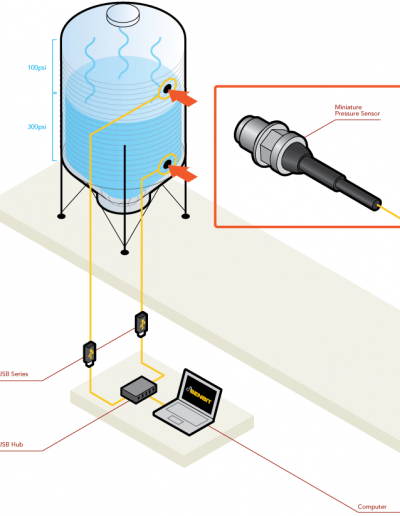 100psi
300psi
Miniature
Pressure Sensor
USB Series
USB Hub
Computer